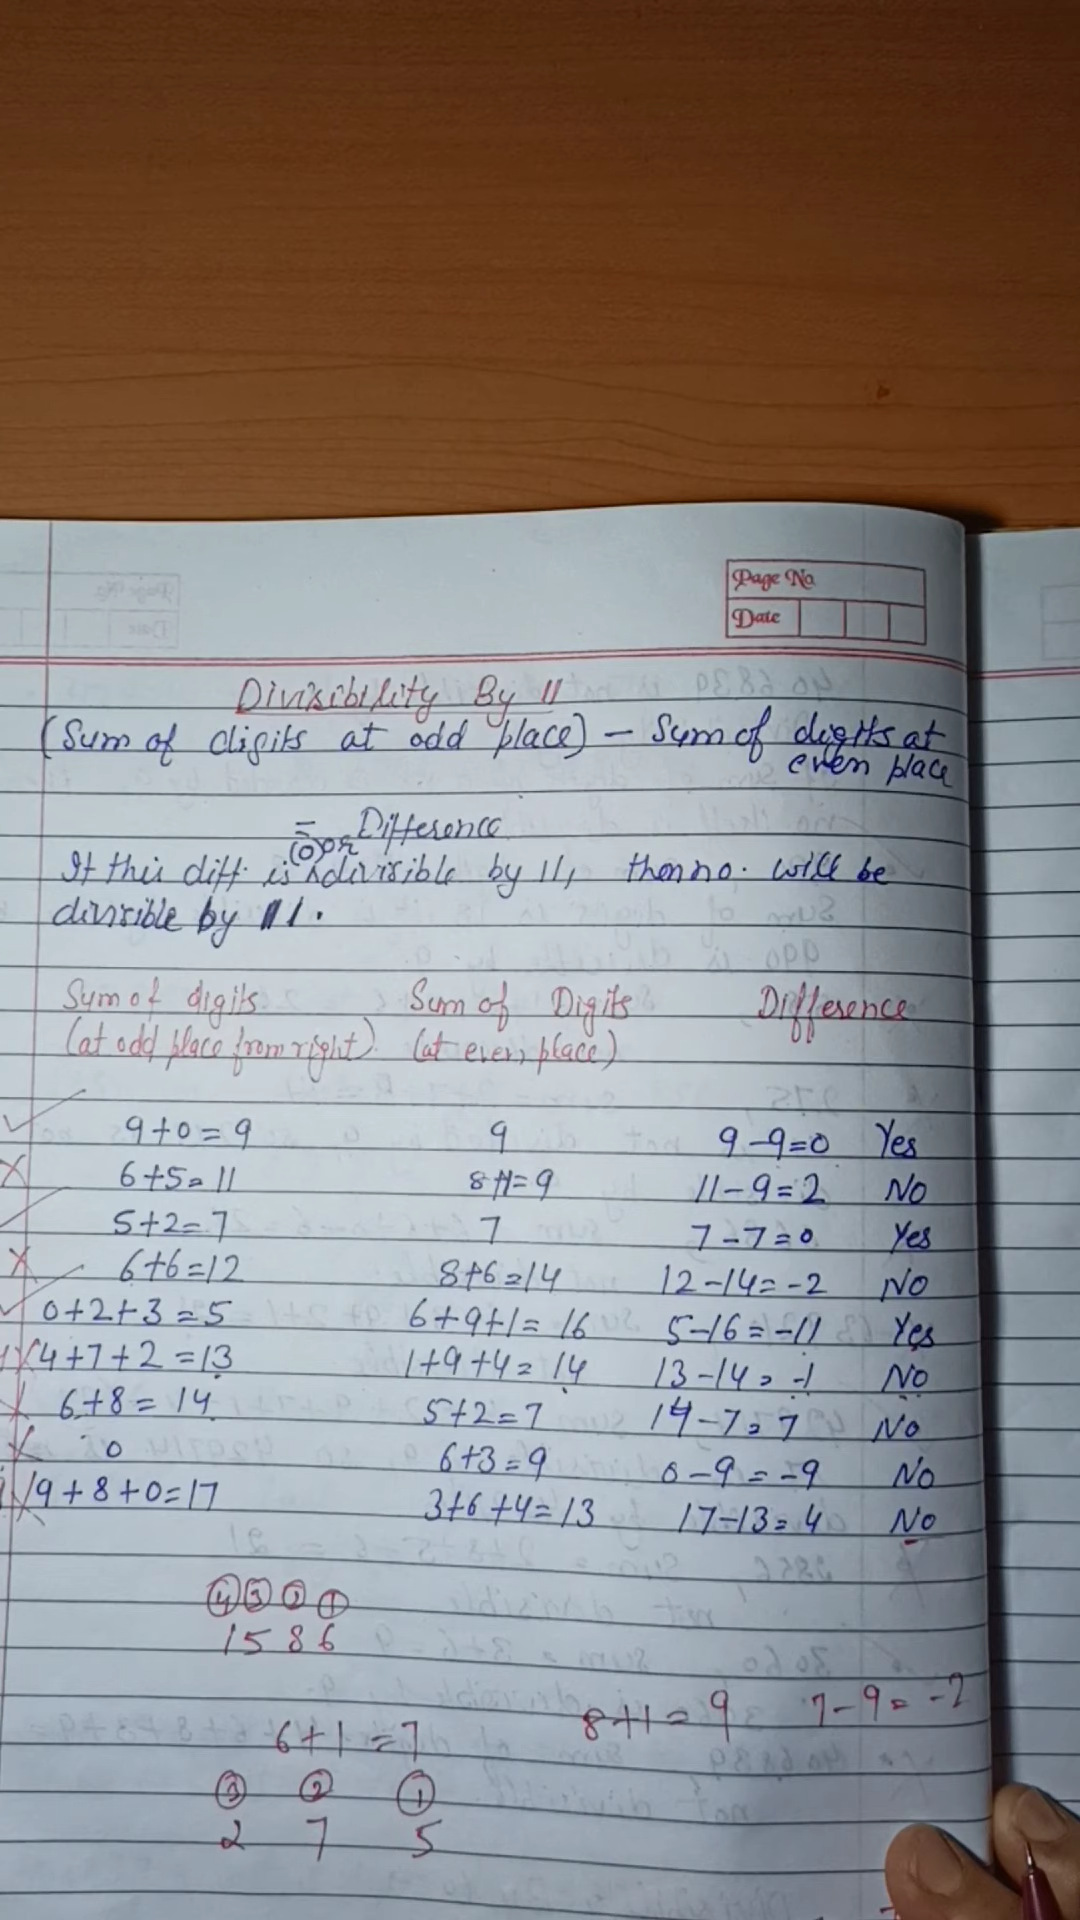 Page No.
Date
Divisibility By 11
(Sum of digits at odd place) - Sum of digits at
even place
= Difference
(0) or
If this diff. is divisible by 11, then no. will be
divisible by 11.
Sum of digits Sum of Digits Difference
(at odd place from right) (at even place)
9+0=9 9 9-9=0 Yes
6+5=11 8+1=9 11-9=2 No
5+2=7 7 7-7=0 Yes
6+6=12 8+6=14 12-14=-2 No
0+2+3=5 6+9+1=16 5-16=-11 Yes
4+7+2=13 1+9+4=14 13-14=-1 No
6+8=14 5+2=7 14-7=7 No
0 6+3=9 0-9=-9 No
9+8+0=17 3+6+4=13 17-13=4 No
4 3 2 1
1586
6+1=7 8+1=9 7-9=-2
3 2 1
2 7 5